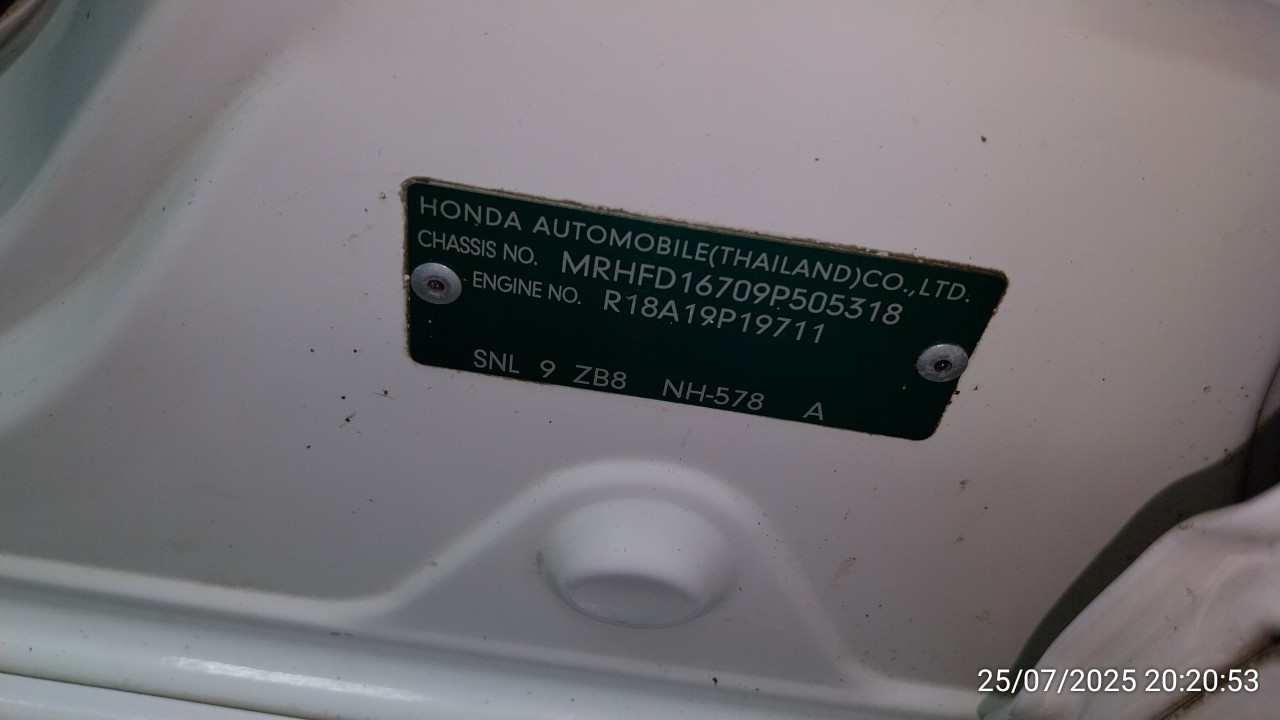 HONDA AUTOMOBILE(THAILAND)CO.,LTD.
CHASSIS NO. MRHFD16709P505318
ENGINE NO. R18A19P19711
SNL 9 ZB8 NH-578 A
25/07/2025 20:20:53